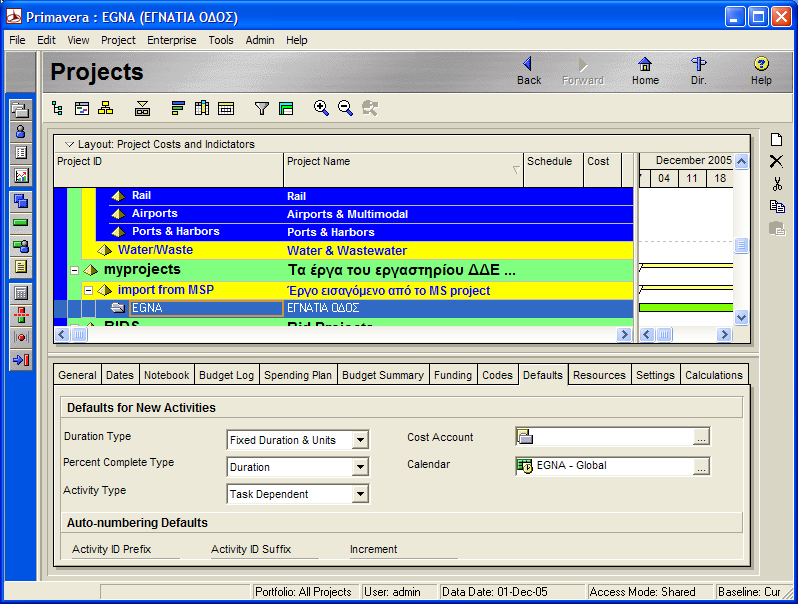 Primavera : EGNA (ΕΓΝΑΤΙΑ ΟΔΟΣ)
File Edit View Project Enterprise Tools Admin Help
Projects
Back Forward Home Dir. Help
Layout: Project Costs and Indicators
Project ID Project Name Schedule Cost December 2005
04 11 18
Rail Rail
Airports Airports & Multimodal
Ports & Harbors Ports & Harbors
Water/Waste Water & Wastewater
myprojects Τα έργα του εργαστηρίου ΔΔΕ ...
import from MSP Έργο εισαγόμενο από το MS project
EGNA ΕΓΝΑΤΙΑ ΟΔΟΣ
BIDS Bid Projects
General Dates Notebook Budget Log Spending Plan Budget Summary Funding Codes Defaults Resources Settings Calculations
Defaults for New Activities
Duration Type Fixed Duration & Units Cost Account ...
Percent Complete Type Duration Calendar EGNA - Global ...
Activity Type Task Dependent
Auto-numbering Defaults
Activity ID Prefix Activity ID Suffix Increment
Portfolio: All Projects User: admin Data Date: 01-Dec-05 Access Mode: Shared Baseline: Cur